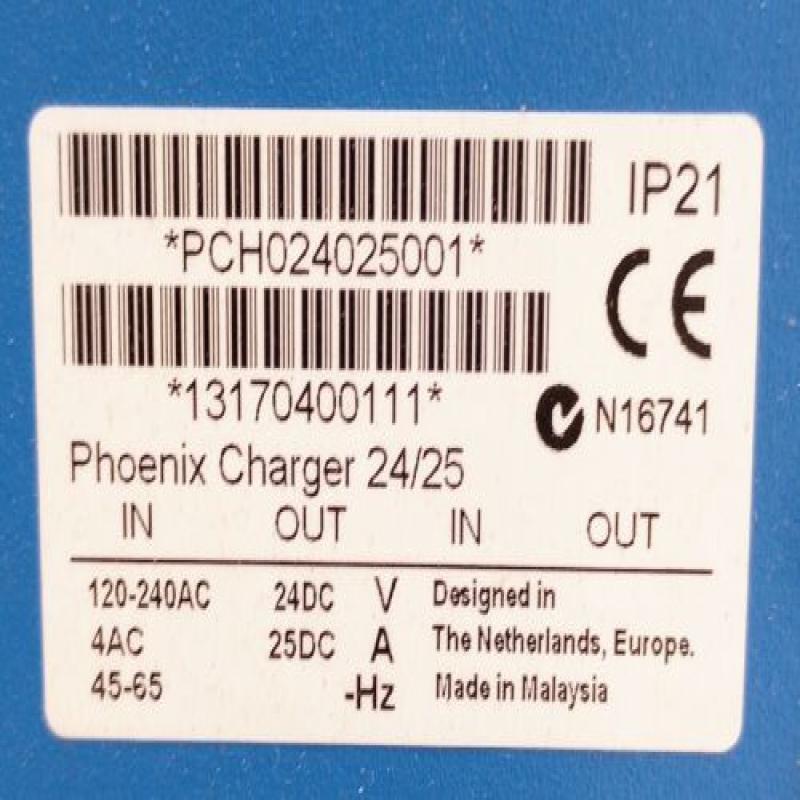 IP21
*PCH024025001*
CE
*13170400111*
N16741
Phoenix Charger 24/25
IN OUT IN OUT
120-240AC 24DC V Designed in
4AC 25DC A The Netherlands, Europe.
45-65 -Hz Made in Malaysia